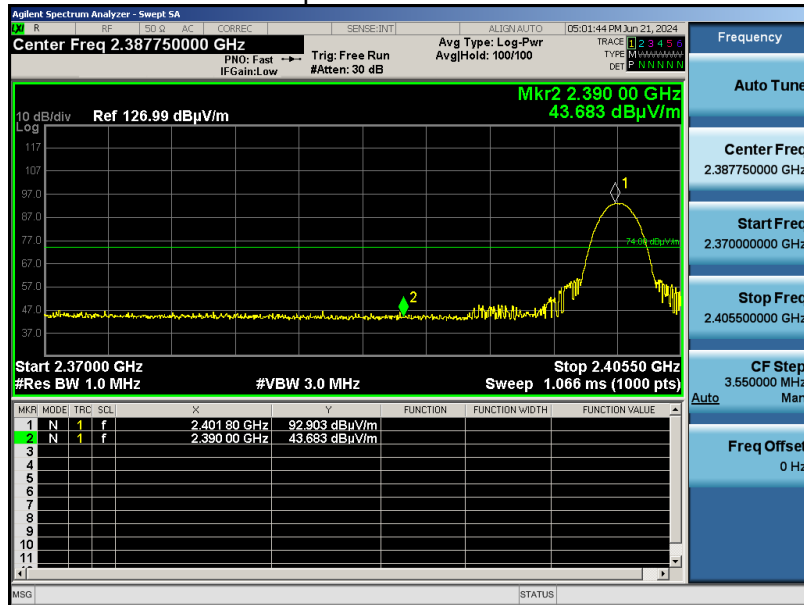 Agilent Spectrum Analyzer - Swept SA
LXI R RF 50 Ω AC CORREC SENSE:INT ALIGN AUTO 05:01:44 PM Jun 21, 2024
Center Freq 2.387750000 GHz
PNO: Fast
IFGain:Low
Trig: Free Run
#Atten: 30 dB
Avg Type: Log-Pwr
Avg|Hold: 100/100
TRACE 1 2 3 4 5 6
TYPE M
DET P N N N N N
Mkr2 2.390 00 GHz
43.683 dBµV/m
10 dB/div Ref 126.99 dBµV/m
Log
117
107
97.0
87.0
77.0
67.0
57.0
47.0
37.0
1
74.00 dBµV/m
2
Start 2.37000 GHz Stop 2.40550 GHz
#Res BW 1.0 MHz #VBW 3.0 MHz Sweep 1.066 ms (1000 pts)
MKR MODE TRC SCL X Y FUNCTION FUNCTION WIDTH FUNCTION VALUE
1 N 1 f 2.401 80 GHz 92.903 dBµV/m
2 N 1 f 2.390 00 GHz 43.683 dBµV/m
3
4
5
6
7
8
9
10
11
MSG STATUS
Frequency
Auto Tune
Center Freq
2.387750000 GHz
Start Freq
2.370000000 GHz
Stop Freq
2.405500000 GHz
CF Step
3.550000 MHz
Auto Man
Freq Offset
0 Hz